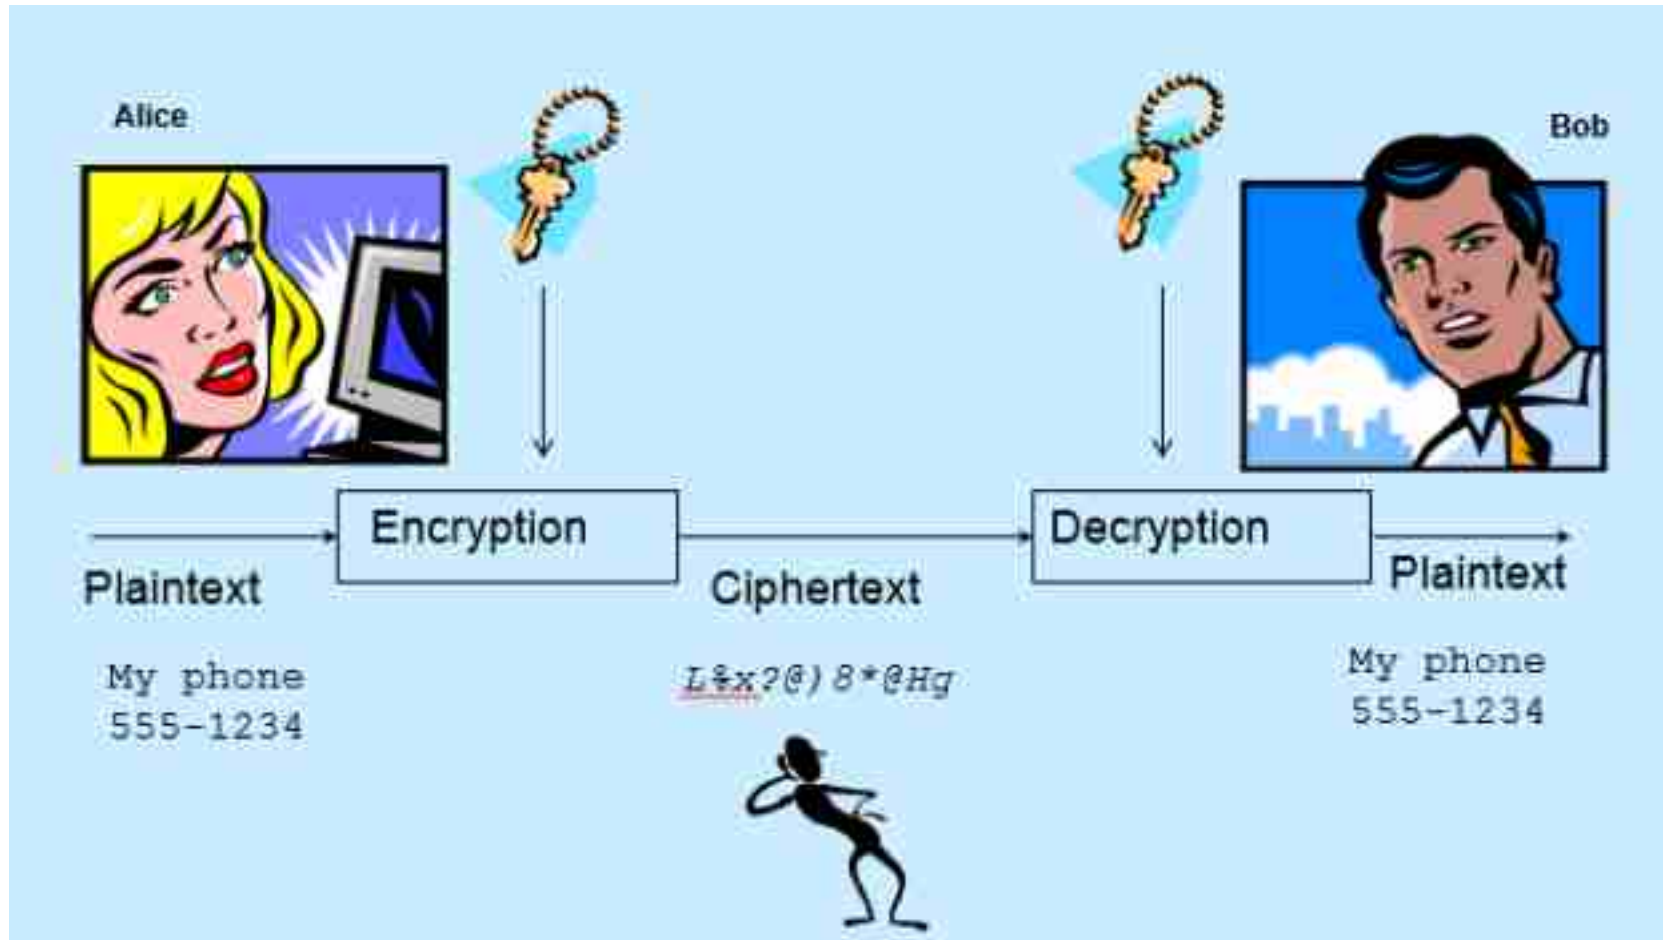 Alice
Bob
Encryption
Decryption
Plaintext
Ciphertext
Plaintext
My phone
555-1234
L%x?@)8*@Hg
My phone
555-1234